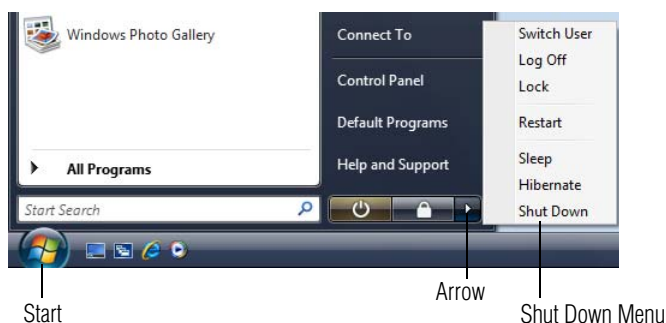 Windows Photo Gallery
All Programs
Start Search
Connect To
Control Panel
Default Programs
Help and Support
Switch User
Log Off
Lock
Restart
Sleep
Hibernate
Shut Down
Start
Arrow
Shut Down Menu